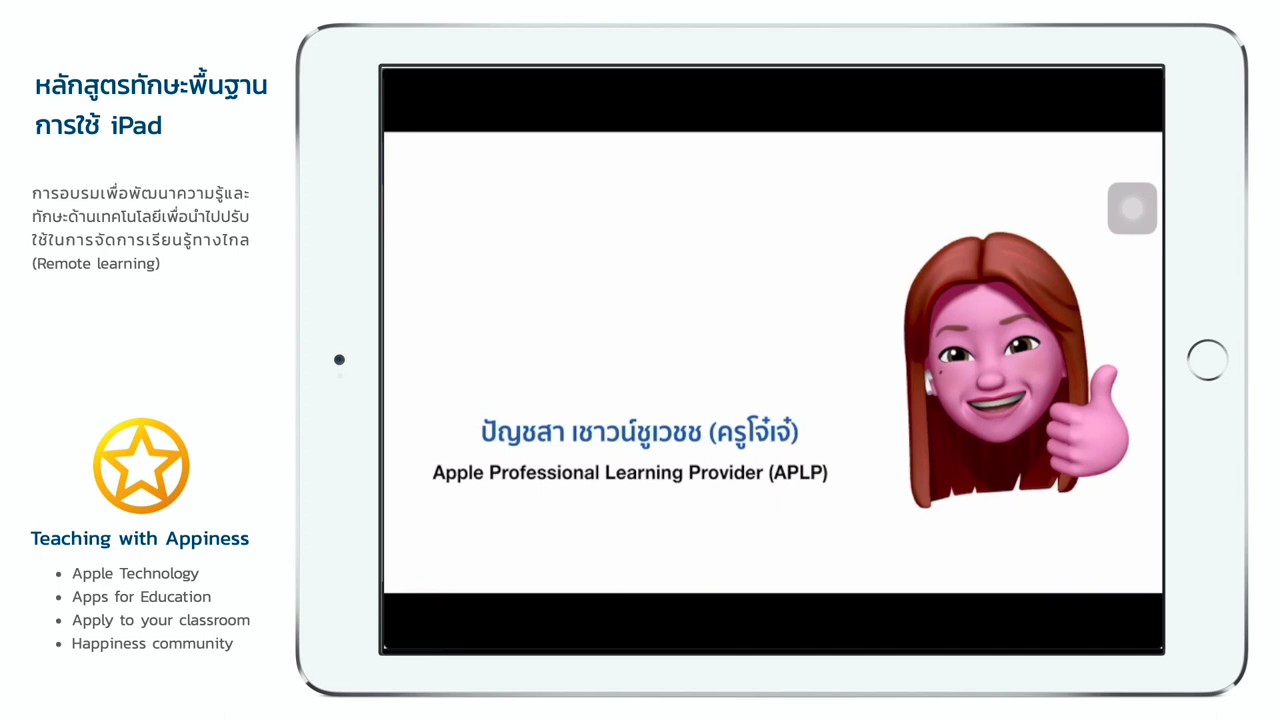 หลักสูตรทักษะพื้นฐาน
การใช้ iPad
การอบรมเพื่อพัฒนาความรู้และ
ทักษะด้านเทคโนโลยีเพื่อนำไปปรับ
ใช้ในการจัดการเรียนรู้ทางไกล
(Remote learning)
Teaching with Appiness
• Apple Technology
• Apps for Education
• Apply to your classroom
• Happiness community
ปัญชสา เชาวน์ชูเวชช (ครูโจ๋เจ๋)
Apple Professional Learning Provider (APLP)